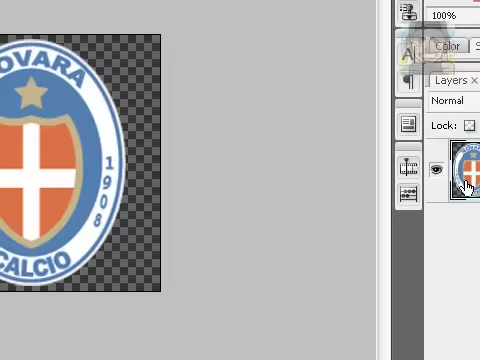 OVARA
1908
CALCIO
100%
A
Color
S
Layers ×
Normal
Lock: